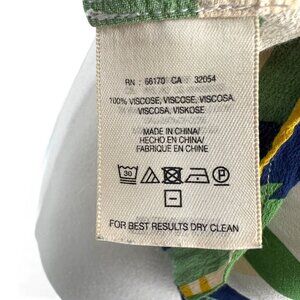 RN : 66170 CA 32054
100% VISCOSE, VISCOSE, VISCOSA,
VISCOSA, VISKOSE
MADE IN CHINA/
HECHO EN CHINA/
FABRIQUE EN CHINE
30
P
FOR BEST RESULTS DRY CLEAN